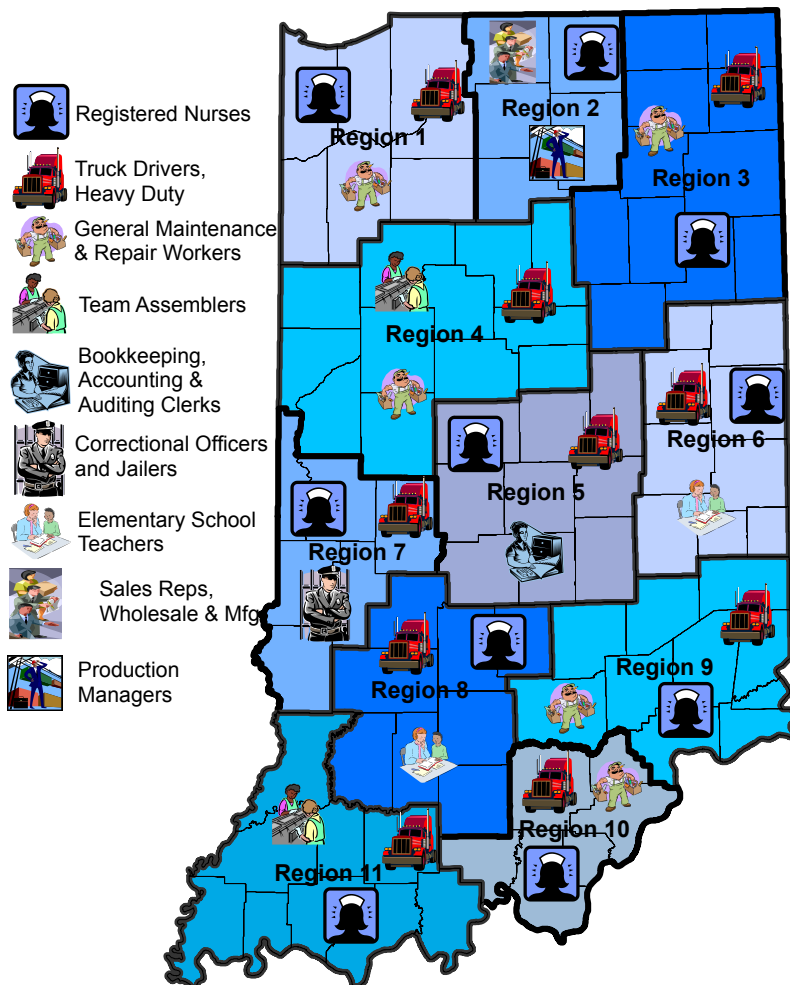 Registered Nurses
Truck Drivers,
Heavy Duty
General Maintenance
& Repair Workers
Team Assemblers
Bookkeeping,
Accounting &
Auditing Clerks
Correctional Officers
and Jailers
Elementary School
Teachers
Sales Reps,
Wholesale & Mfg
Production
Managers
Region 1
Region 2
Region 3
Region 4
Region 5
Region 6
Region 7
Region 8
Region 9
Region 10
Region 11